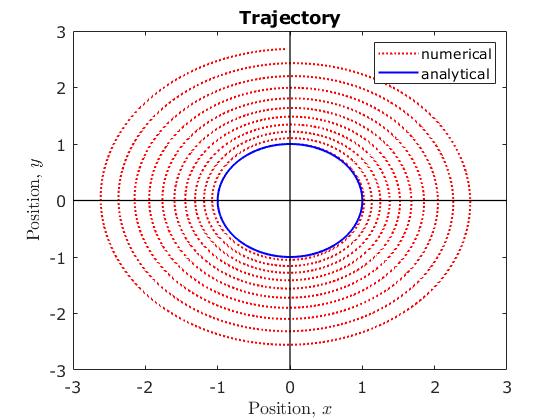 Trajectory
numerical
analytical
3
2
1
0
-1
-2
-3
Position, y
-3 -2 -1 0 1 2 3
Position, x